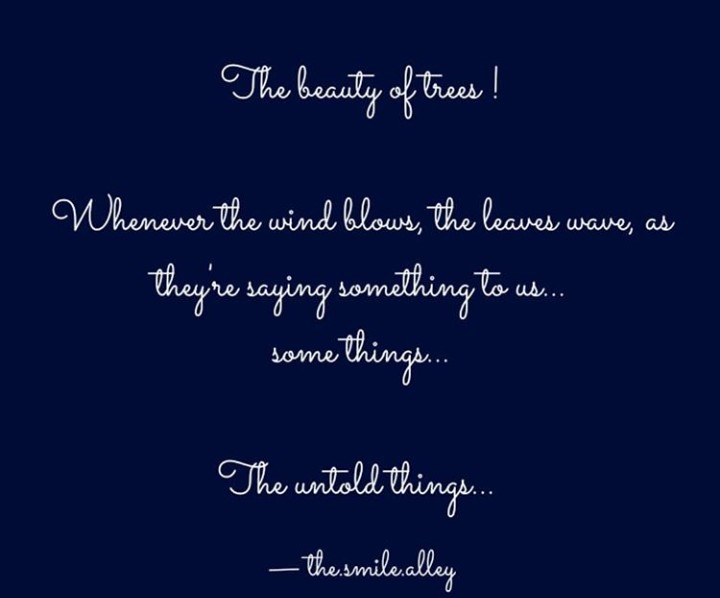 The beauty of trees !
Whenever the wind blows, the leaves wave, as
they're saying something to us...
some things...
The untold things...
— the.smile.alley